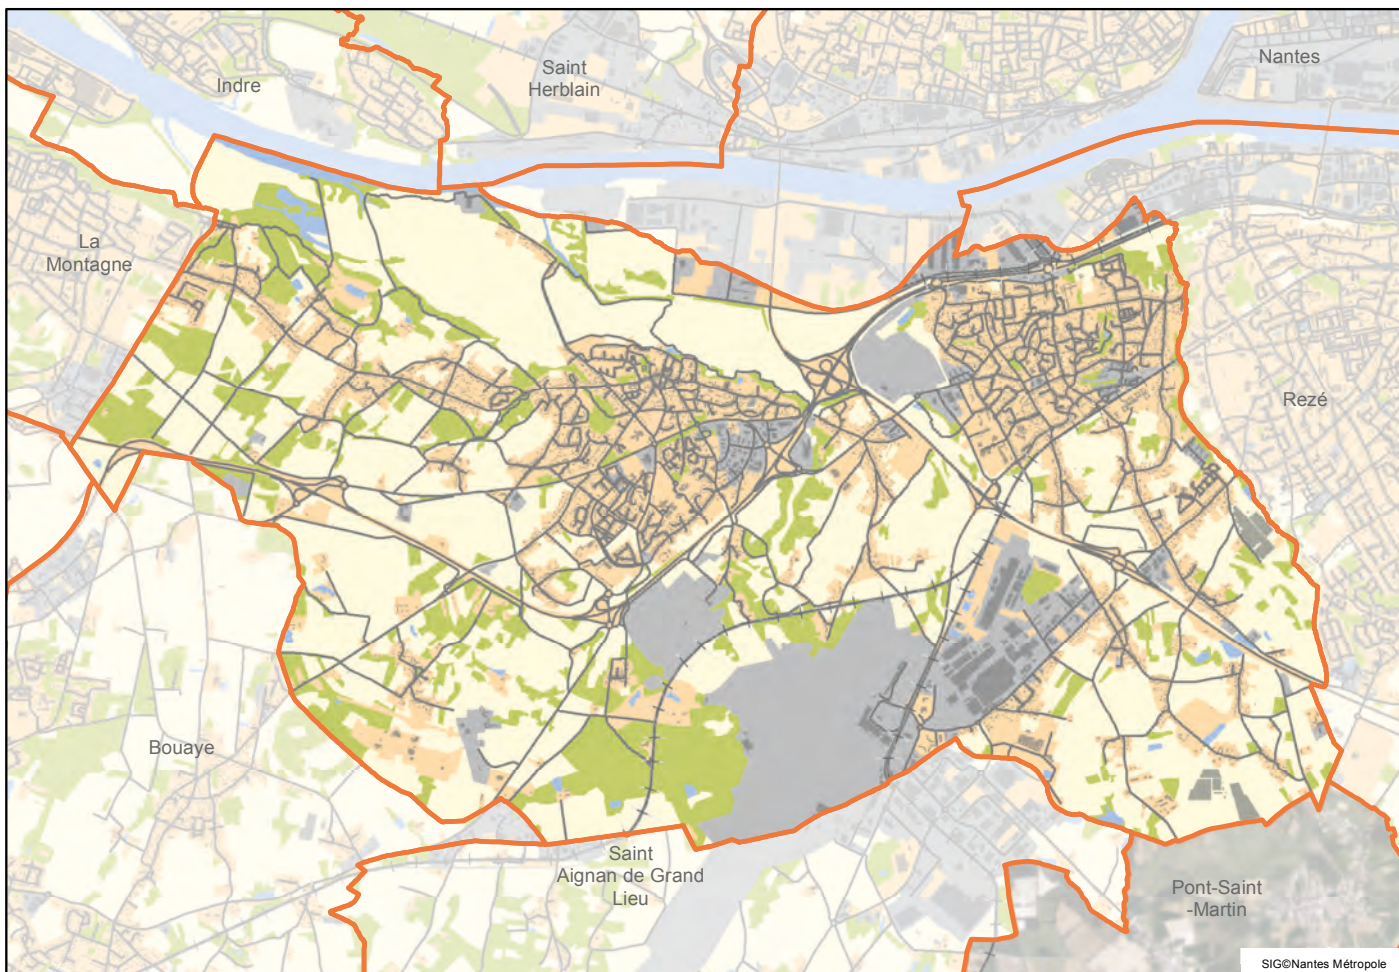 Indre
Saint
Herblain
Nantes
La
Montagne
Rezé
Bouaye
Saint
Aignan de Grand
Lieu
Pont-Saint
-Martin
SIG©Nantes Métropole